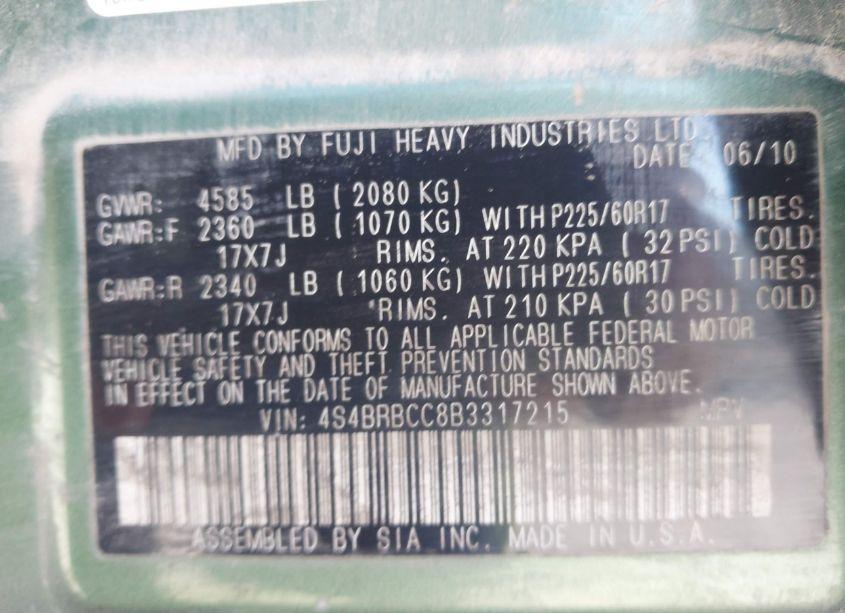 MFD BY FUJI HEAVY INDUSTRIES LTD.
DATE 06/10
GVWR: 4585 LB ( 2080 KG)
GAWR:F 2360 LB ( 1070 KG) WITH P225/60R17 TIRES.
17X7J RIMS. AT 220 KPA ( 32 PSI) COLD
GAWR:R 2340 LB ( 1060 KG) WITH P225/60R17 TIRES.
17X7J RIMS. AT 210 KPA ( 30 PSI) COLD
THIS VEHICLE CONFORMS TO ALL APPLICABLE FEDERAL MOTOR
VEHICLE SAFETY AND THEFT PREVENTION STANDARDS
IN EFFECT ON THE DATE OF MANUFACTURE SHOWN ABOVE.
VIN: 4S4BRBCC8B3317215 MPV
ASSEMBLED BY SIA INC. MADE IN U.S.A.